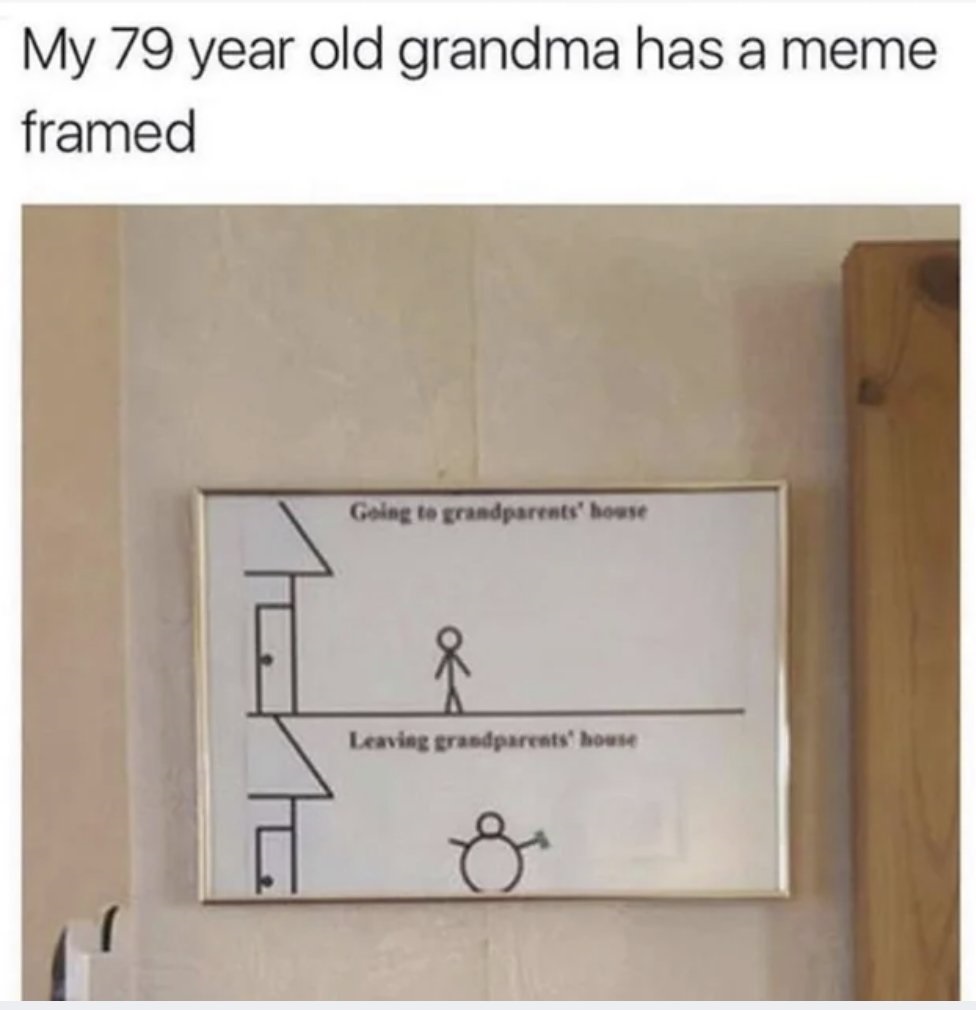 My 79 year old grandma has a meme
framed
Going to grandparents' house
Leaving grandparents' house